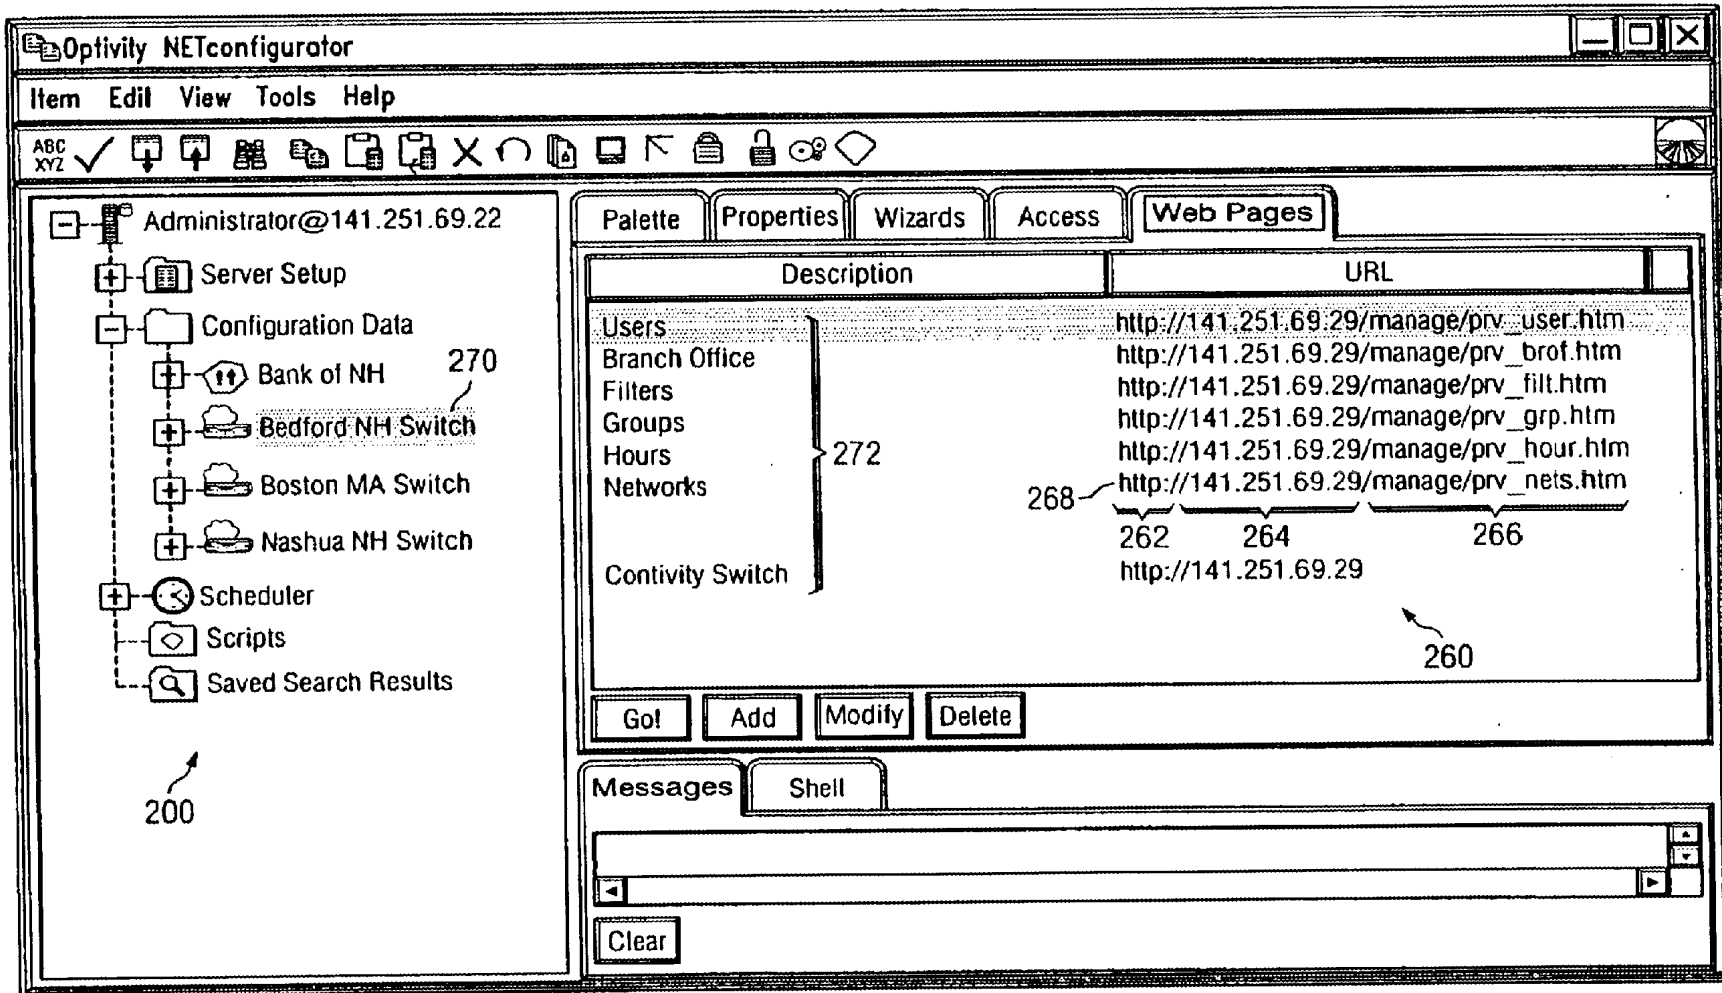 Optivity NETconfigurator
Item Edit View Tools Help
ABC
XYZ
Administrator@141.251.69.22
Server Setup
Configuration Data
Bank of NH
270
Bedford NH Switch
Boston MA Switch
Nashua NH Switch
Scheduler
Scripts
Saved Search Results
200
Palette Properties Wizards Access Web Pages
Description URL
Users http://141.251.69.29/manage/prv_user.htm
Branch Office http://141.251.69.29/manage/prv_brof.htm
Filters http://141.251.69.29/manage/prv_filt.htm
Groups http://141.251.69.29/manage/prv_grp.htm
Hours 272 http://141.251.69.29/manage/prv_hour.htm
Networks 268 http://141.251.69.29/manage/prv_nets.htm
262 264 266
Contivity Switch http://141.251.69.29
260
Go! Add Modify Delete
Messages Shell
Clear